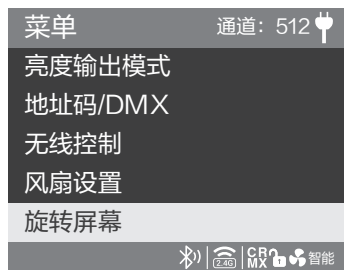 菜单 通道：512
亮度输出模式
地址码/DMX
无线控制
风扇设置
旋转屏幕
2.4G CRMX 智能